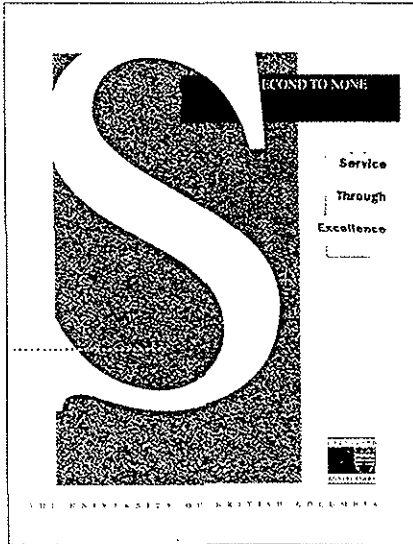 SECOND TO NONE
Service
Through
Excellence
THE UNIVERSITY OF BRITISH COLUMBIA